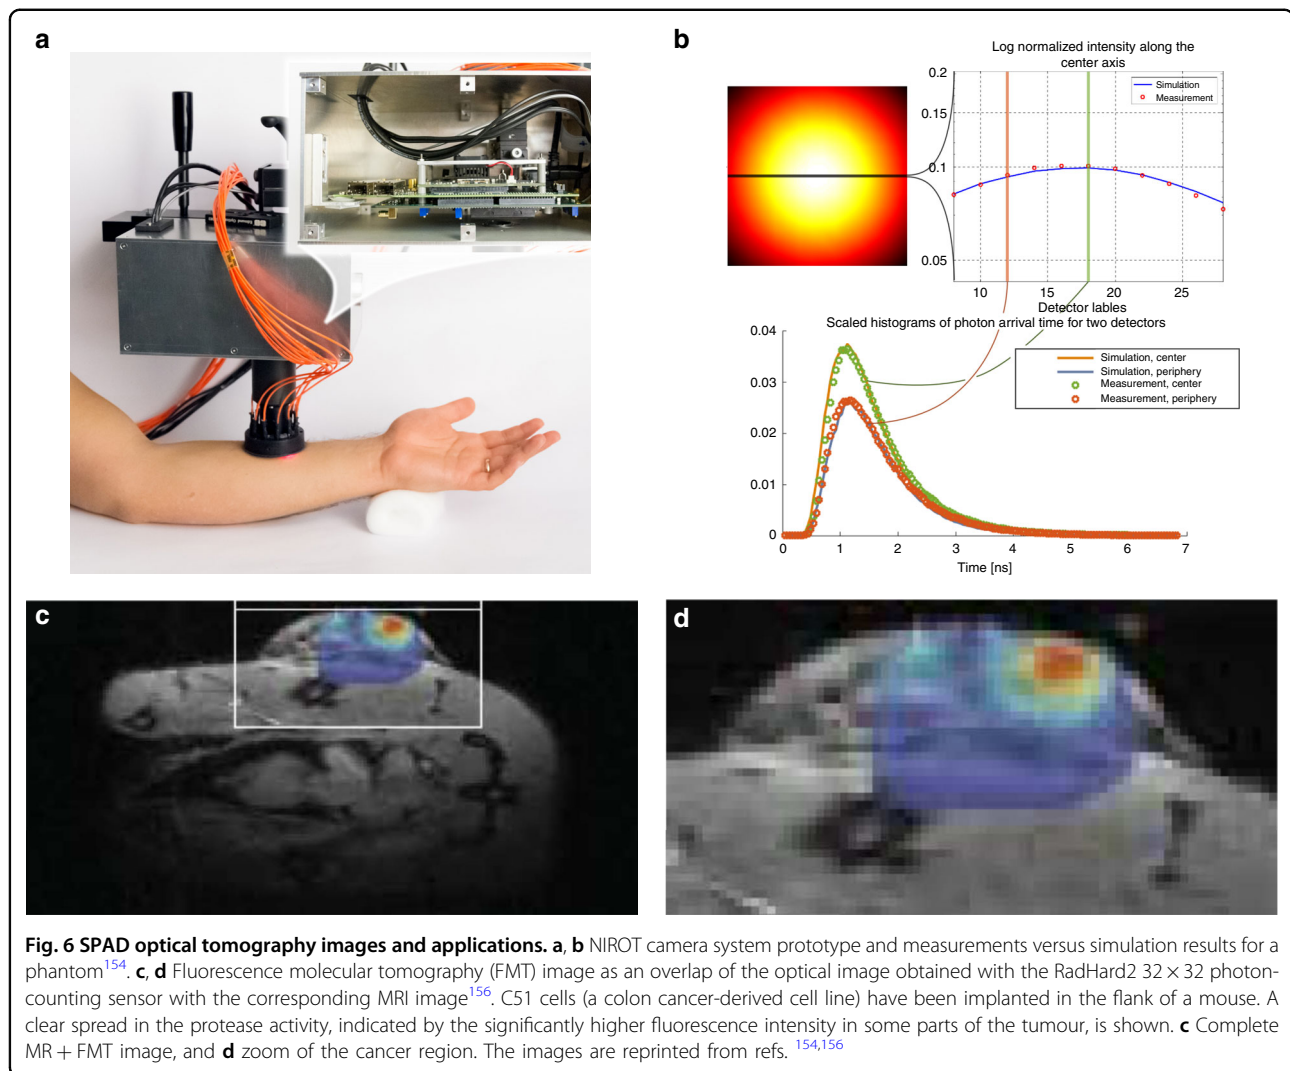 a
b
Log normalized intensity along the
center axis
0.2
0.15
0.1
0.05
Simulation
Measurement
10
15
20
25
Detector lables
Scaled histograms of photon arrival time for two detectors
0.04
0.03
0.02
0.01
0
Simulation, center
Simulation, periphery
Measurement, center
Measurement, periphery
0
1
2
3
4
5
6
7
Time [ns]
c
d
Fig. 6 SPAD optical tomography images and applications. a, b NIROT camera system prototype and measurements versus simulation results for a
phantom154. c, d Fluorescence molecular tomography (FMT) image as an overlap of the optical image obtained with the RadHard2 32 × 32 photon-
counting sensor with the corresponding MRI image156. C51 cells (a colon cancer-derived cell line) have been implanted in the flank of a mouse. A
clear spread in the protease activity, indicated by the significantly higher fluorescence intensity in some parts of the tumour, is shown. c Complete
MR + FMT image, and d zoom of the cancer region. The images are reprinted from refs. 154,156